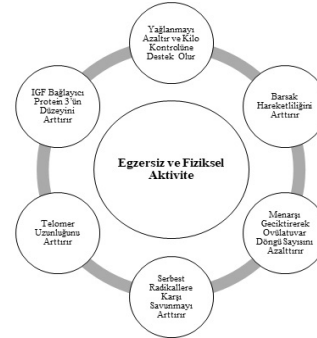 Yağlanmayı
Azaltır ve Kilo
Kontrolüne
Destek Olur
Barsak
Hareketliliğini
Arttırır
Menarşı
Geciktirerek
Ovülatuvar
Döngü Sayısını
Azalttırır
Serbest
Radikallere
Karşı
Savunmayı
Arttırır
Telomer
Uzunluğunu
Arttırır
IGF Bağlayıcı
Protein 3'ün
Düzeyini
Arttırır
Egzersiz ve Fiziksel
Aktivite